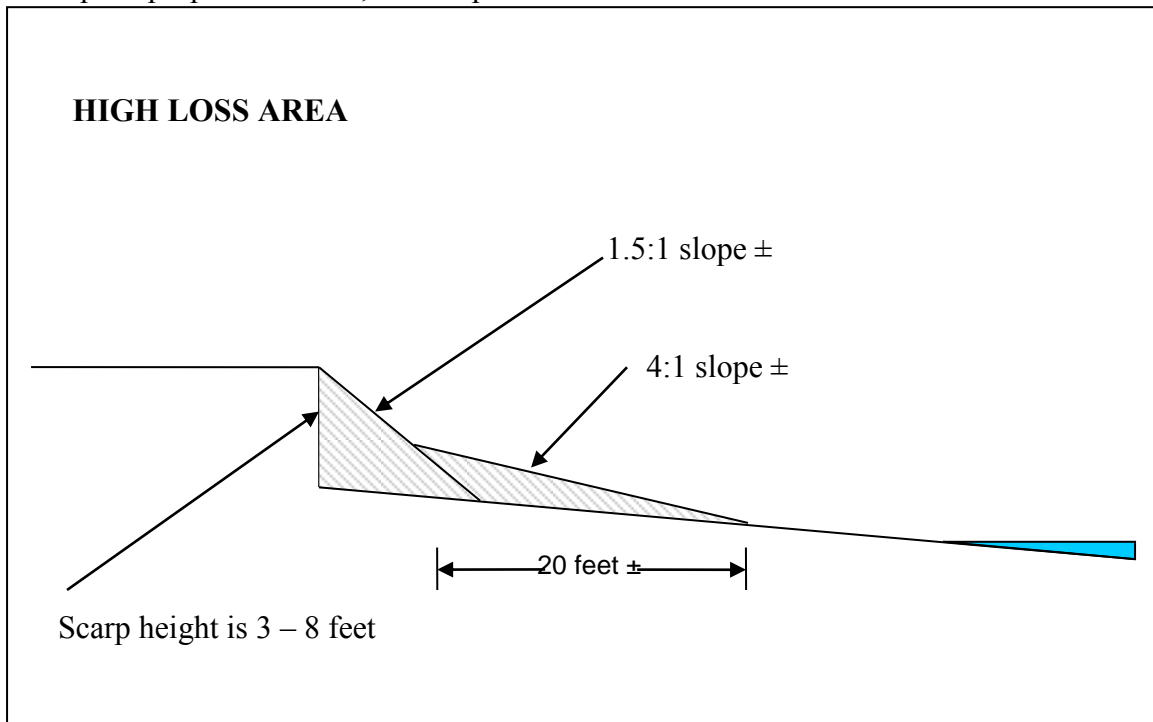 HIGH LOSS AREA
1.5:1 slope ±
4:1 slope ±
20 feet ±
Scarp height is 3 – 8 feet